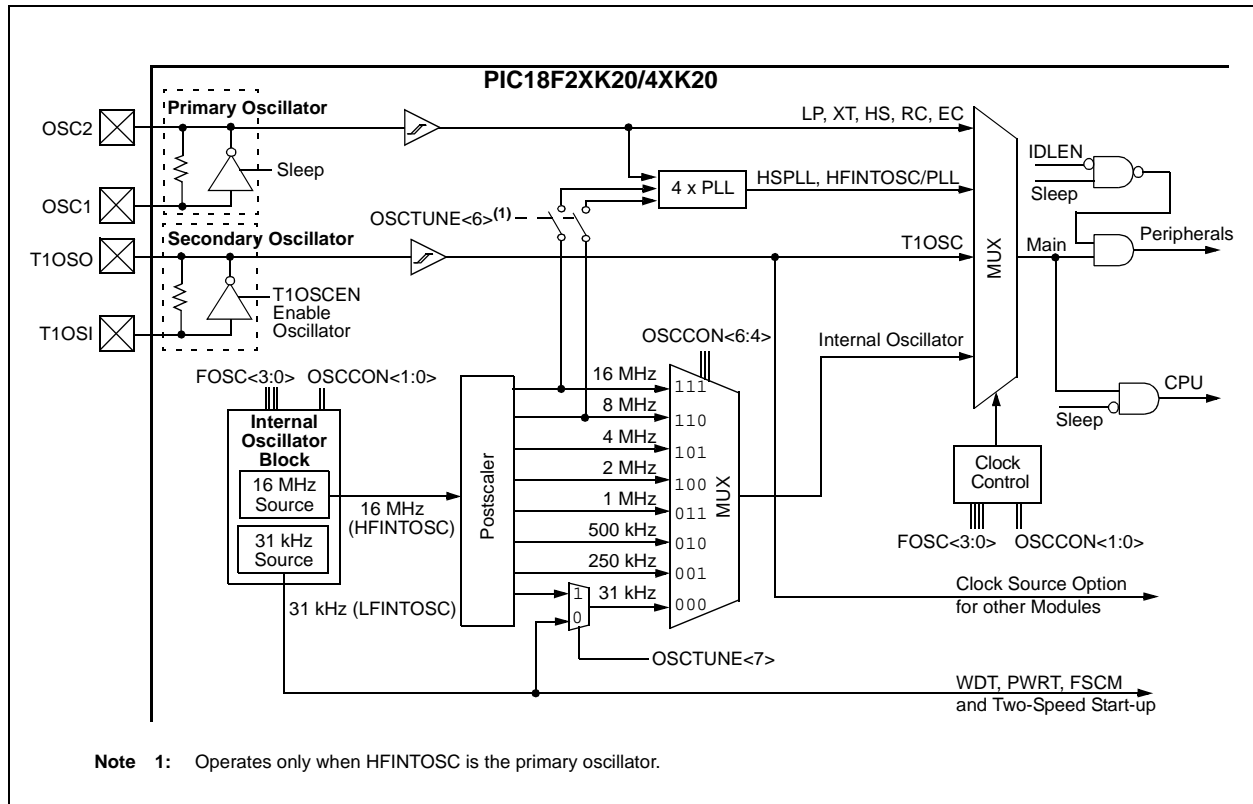 PIC18F2XK20/4XK20
Primary Oscillator
OSC2
Sleep
OSC1
LP, XT, HS, RC, EC
4 x PLL
HSPLL, HFINTOSC/PLL
OSCTUNE<6>(1)
Secondary Oscillator
T1OSO
T1OSCEN
Enable
Oscillator
T1OSI
T1OSC
MUX
IDLEN
Sleep
Main
Peripherals
CPU
Sleep
Internal Oscillator
OSCCON<6:4>
FOSC<3:0>
OSCCON<1:0>
Internal
Oscillator
Block
16 MHz
Source
31 kHz
Source
16 MHz
(HFINTOSC)
31 kHz (LFINTOSC)
Postscaler
16 MHz
111
8 MHz
110
4 MHz
101
2 MHz
100
1 MHz
011
500 kHz
010
250 kHz
001
31 kHz
000
1
0
MUX
OSCTUNE<7>
Clock
Control
FOSC<3:0>
OSCCON<1:0>
Clock Source Option
for other Modules
WDT, PWRT, FSCM
and Two-Speed Start-up
Note 1: Operates only when HFINTOSC is the primary oscillator.